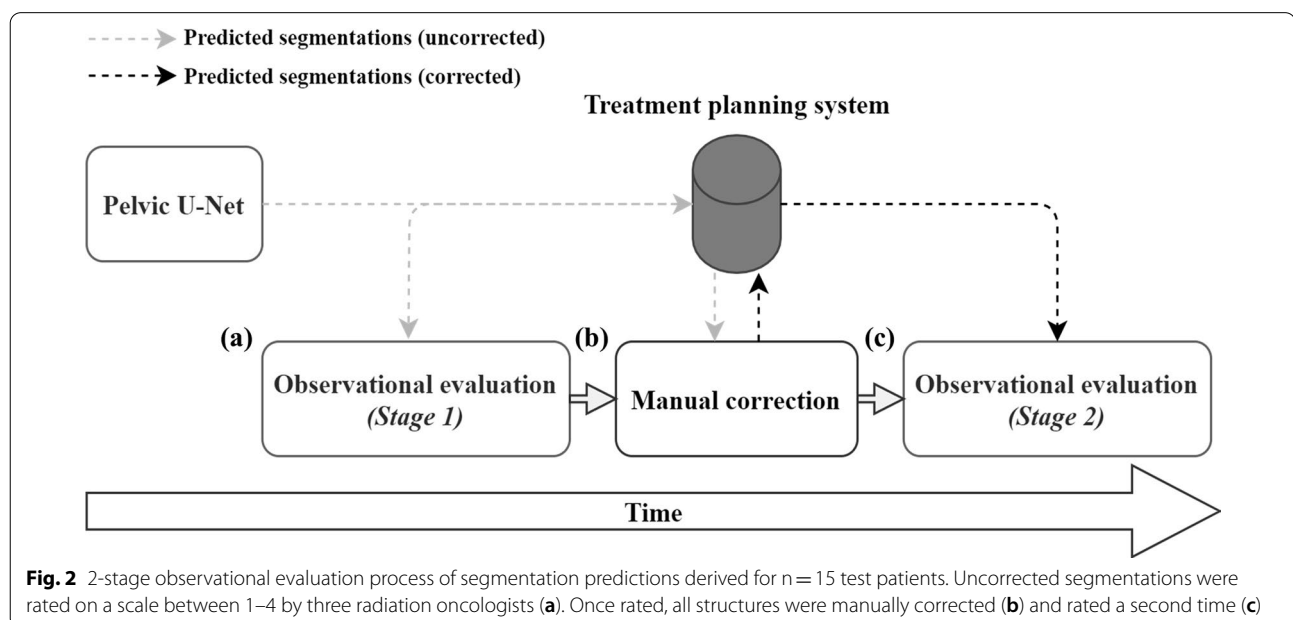 Predicted segmentations (uncorrected)
Predicted segmentations (corrected)
Treatment planning system
Pelvic U-Net
(a)
Observational evaluation
(Stage 1)
(b)
Manual correction
(c)
Observational evaluation
(Stage 2)
Time
Fig. 2 2-stage observational evaluation process of segmentation predictions derived for n = 15 test patients. Uncorrected segmentations were
rated on a scale between 1–4 by three radiation oncologists (a). Once rated, all structures were manually corrected (b) and rated a second time (c)